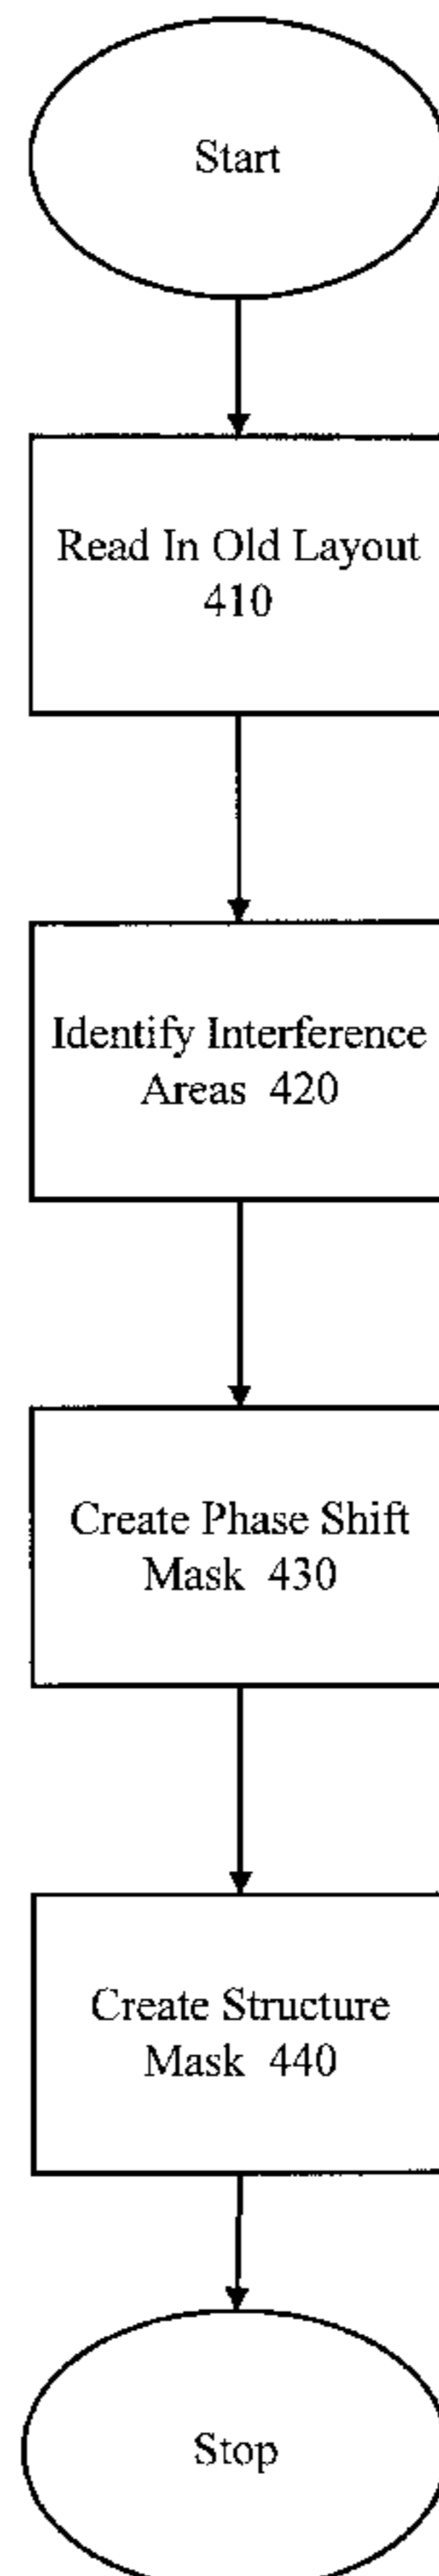 Start
Read In Old Layout
410
Identify Interference
Areas 420
Create Phase Shift
Mask 430
Create Structure
Mask 440
Stop